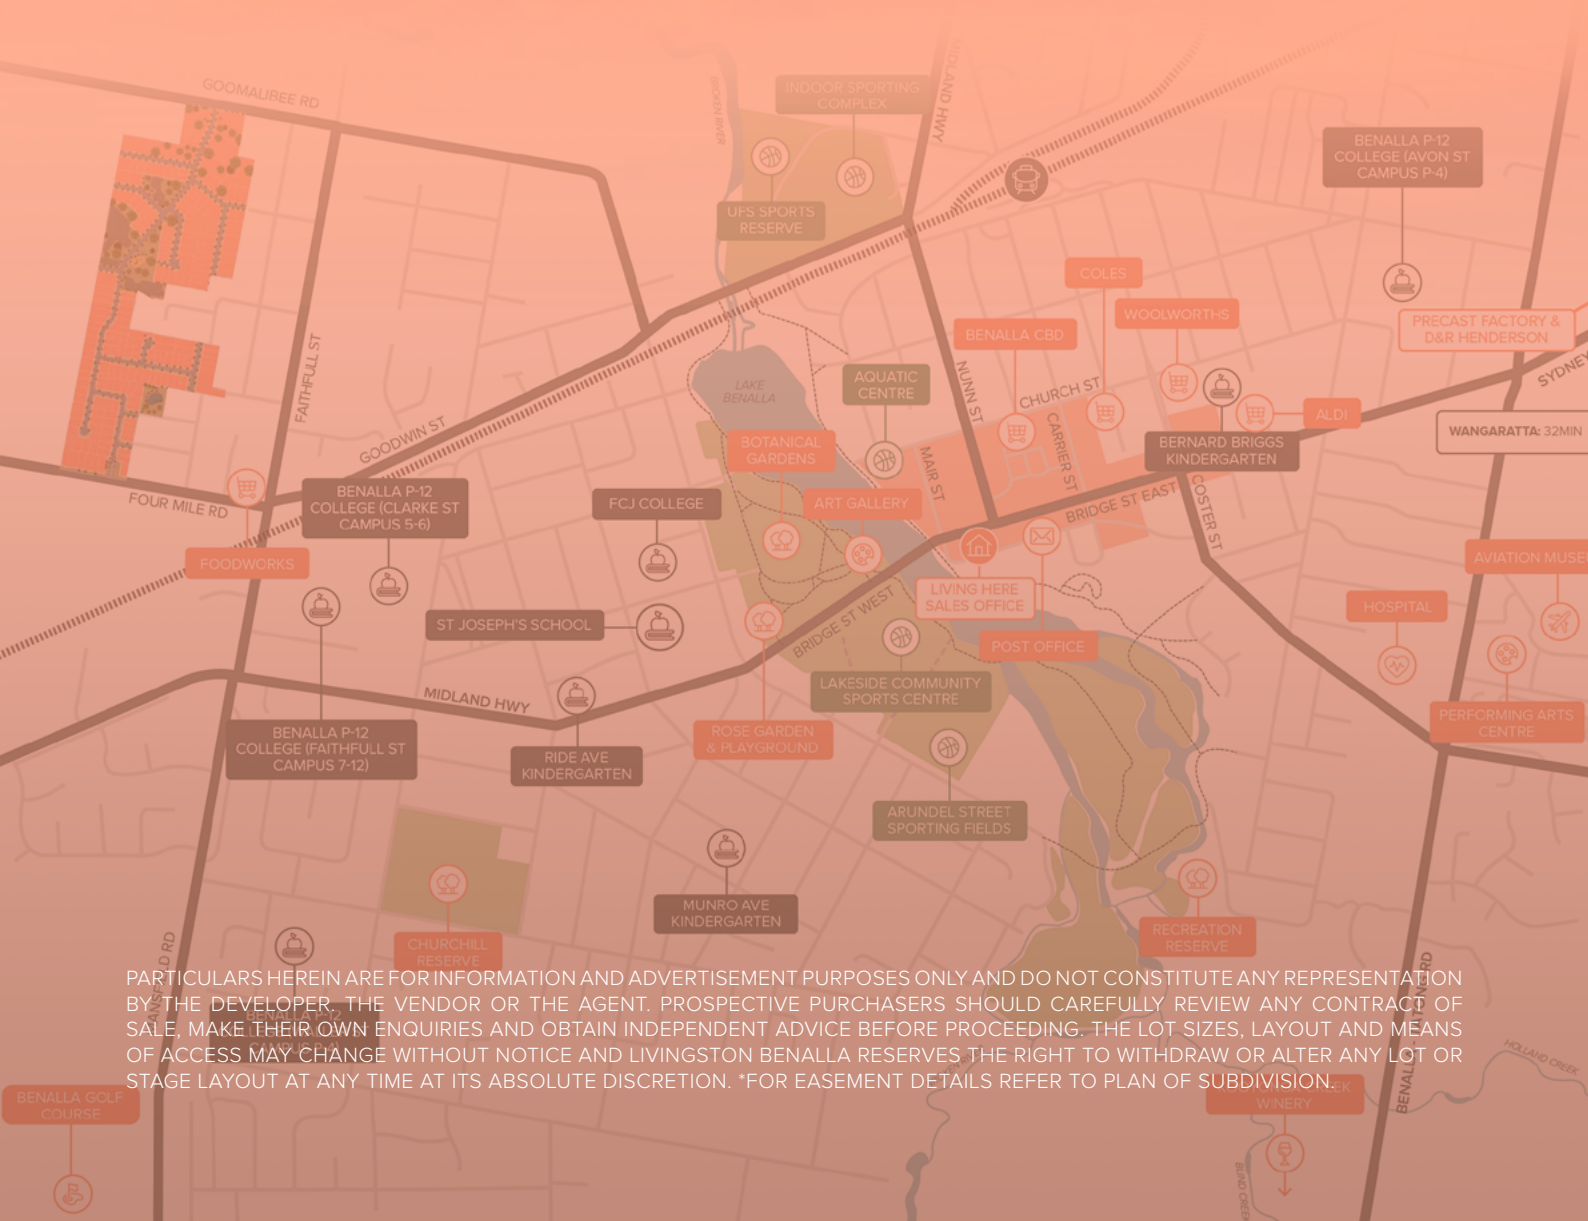 GOOMALIBEE RD
BROKEN RIVER
INDOOR SPORTING
COMPLEX
MIDLAND HWY
UFS SPORTS
RESERVE
BENALLA P-12
COLLEGE (AVON ST
CAMPUS P-4)
COLES
WOOLWORTHS
BENALLA CBD
PRECAST FACTORY &
D&R HENDERSON
SYDNEY
FAITHFULL ST
LAKE
BENALLA
AQUATIC
CENTRE
NUNN ST
CHURCH ST
CARRIER ST
ALDI
WANGARATTA: 32MIN
BERNARD BRIGGS
KINDERGARTEN
GOODWIN ST
BOTANICAL
GARDENS
MAIR ST
FOUR MILE RD
BENALLA P-12
COLLEGE (CLARKE ST
CAMPUS 5-6)
FCJ COLLEGE
ART GALLERY
BRIDGE ST EAST
COSTER ST
FOODWORKS
AVIATION
LIVING HERE
SALES OFFICE
HOSPITAL
ST JOSEPH'S SCHOOL
BRIDGE ST WEST
POST OFFICE
LAKESIDE COMMUNITY
SPORTS CENTRE
MIDLAND HWY
BENALLA P-12
COLLEGE (FAITHFULL ST
CAMPUS 7-12)
RIDE AVE
KINDERGARTEN
ROSE GARDEN
& PLAYGROUND
PERFORMING ARTS
CENTRE
ARUNDEL STREET
SPORTING FIELDS
MUNRO AVE
KINDERGARTEN
CHURCHILL
RESERVE
RECREATION
RESERVE
PARTICULARS HEREIN ARE FOR INFORMATION AND ADVERTISEMENT PURPOSES ONLY AND DO NOT CONSTITUTE ANY REPRESENTATION
BY THE DEVELOPER. THE VENDOR OR THE AGENT. PROSPECTIVE PURCHASERS SHOULD CAREFULLY REVIEW ANY CONTRACT OF
SALE, MAKE THEIR OWN ENQUIRIES AND OBTAIN INDEPENDENT ADVICE BEFORE PROCEEDING. THE LOT SIZES, LAYOUT AND MEANS
OF ACCESS MAY CHANGE WITHOUT NOTICE AND LIVINGSTON BENALLA RESERVES THE RIGHT TO WITHDRAW OR ALTER ANY LOT OR
STAGE LAYOUT AT ANY TIME AT ITS ABSOLUTE DISCRETION. *FOR EASEMENT DETAILS REFER TO PLAN OF SUBDIVISION.
BENALLA P-12
CAMPUS P-4)
HOLLAND CREEK
BENALLA GOLF
COURSE
WINERY
BLIND CREEK